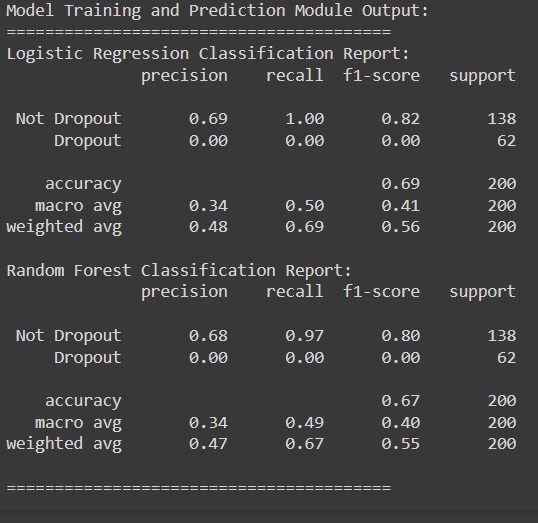 Model Training and Prediction Module Output:
========================================
Logistic Regression Classification Report:
              precision    recall  f1-score   support

 Not Dropout       0.69      1.00      0.82       138
     Dropout       0.00      0.00      0.00        62

    accuracy                           0.69       200
   macro avg       0.34      0.50      0.41       200
weighted avg       0.48      0.69      0.56       200

Random Forest Classification Report:
              precision    recall  f1-score   support

 Not Dropout       0.68      0.97      0.80       138
     Dropout       0.00      0.00      0.00        62

    accuracy                           0.67       200
   macro avg       0.34      0.49      0.40       200
weighted avg       0.47      0.67      0.55       200

========================================